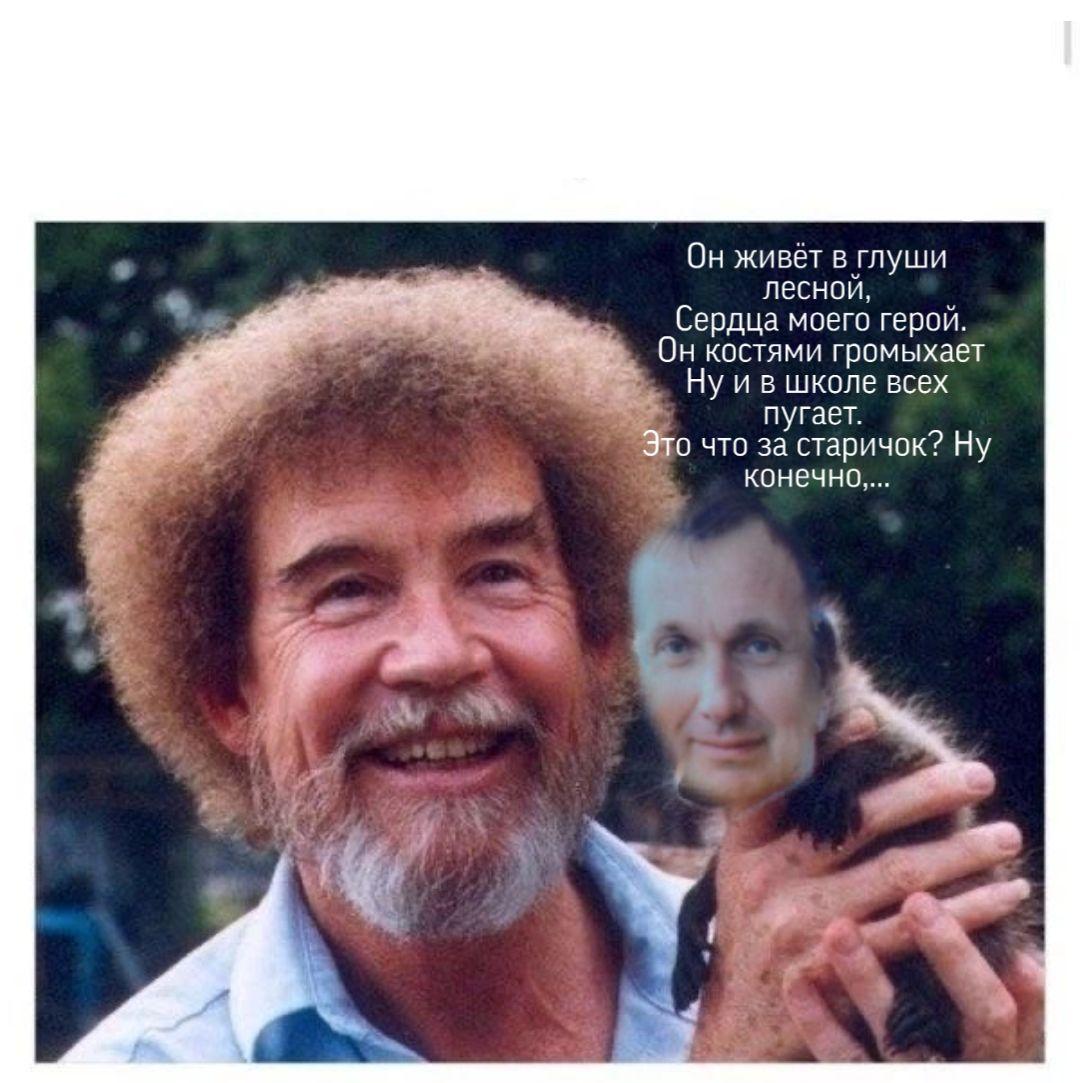 Он живёт в глуши
лесной,
Сердца моего герой.
Он костями громыхает
Ну и в школе всех
пугает.
Это что за старичок? Ну
конечно,...